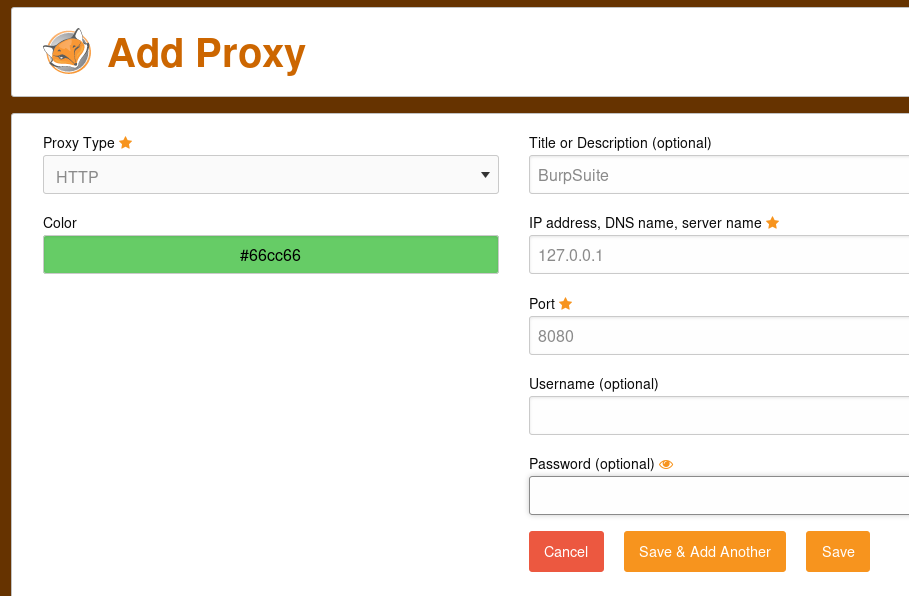 Add Proxy
Proxy Type
HTTP
Color
#66cc66
Title or Description (optional)
BurpSuite
IP address, DNS name, server name
127.0.0.1
Port
8080
Username (optional)
Password (optional)
Cancel
Save & Add Another
Save